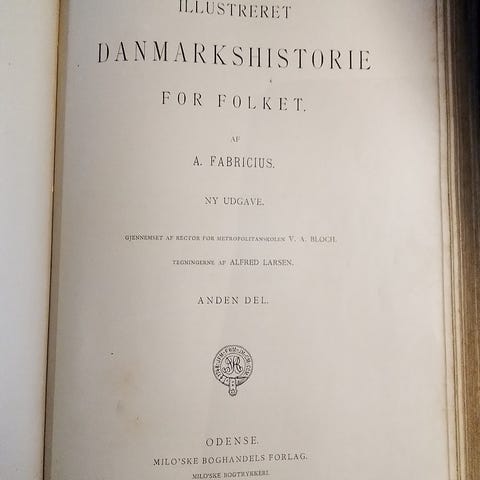 ILLUSTRERET
DANMARKSHISTORIE
FOR FOLKET.
AF
A. FABRICIUS.
NY UDGAVE.
GJENNEMSET AF RECTOR FOR METROPOLITANSKOLEN V. A. BLOCH.
TEGNINGERNE AF ALFRED LARSEN.
ANDEN DEL.
ODENSE.
MILO'SKE BOGHANDELS FORLAG.
MILO'SKE BOGTRYKKERI.